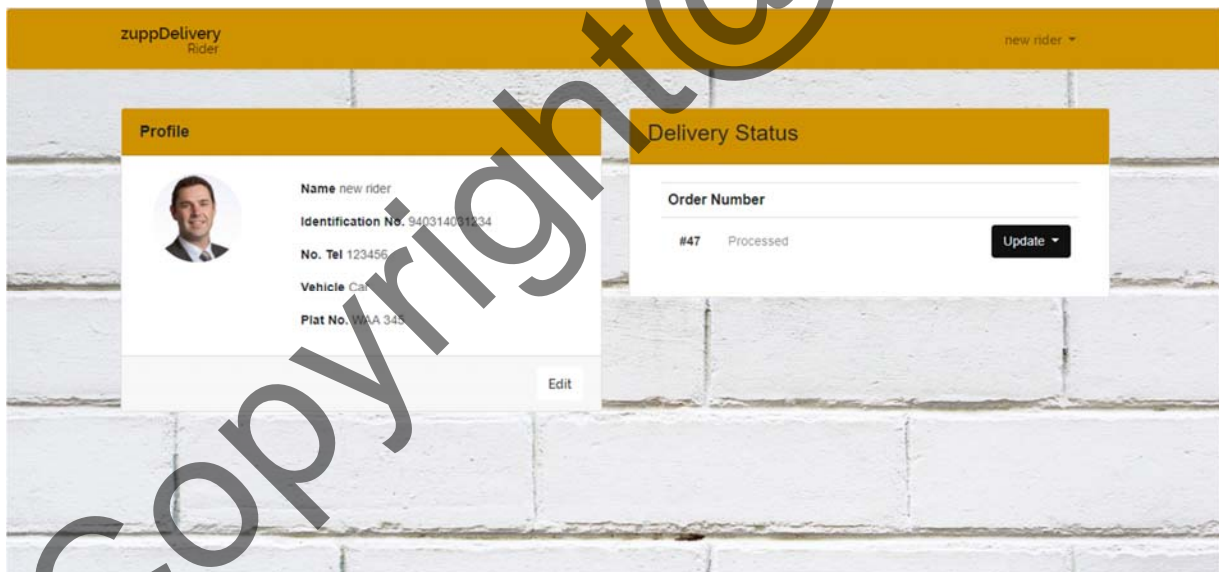 zuppDelivery
Rider
new rider
Profile
Name new rider
Identification No. 940314031234
No. Tel 123456
Vehicle Car
Plat No. WAA 345
Edit
Delivery Status
Order Number
#47 Processed
Update
Copyright@